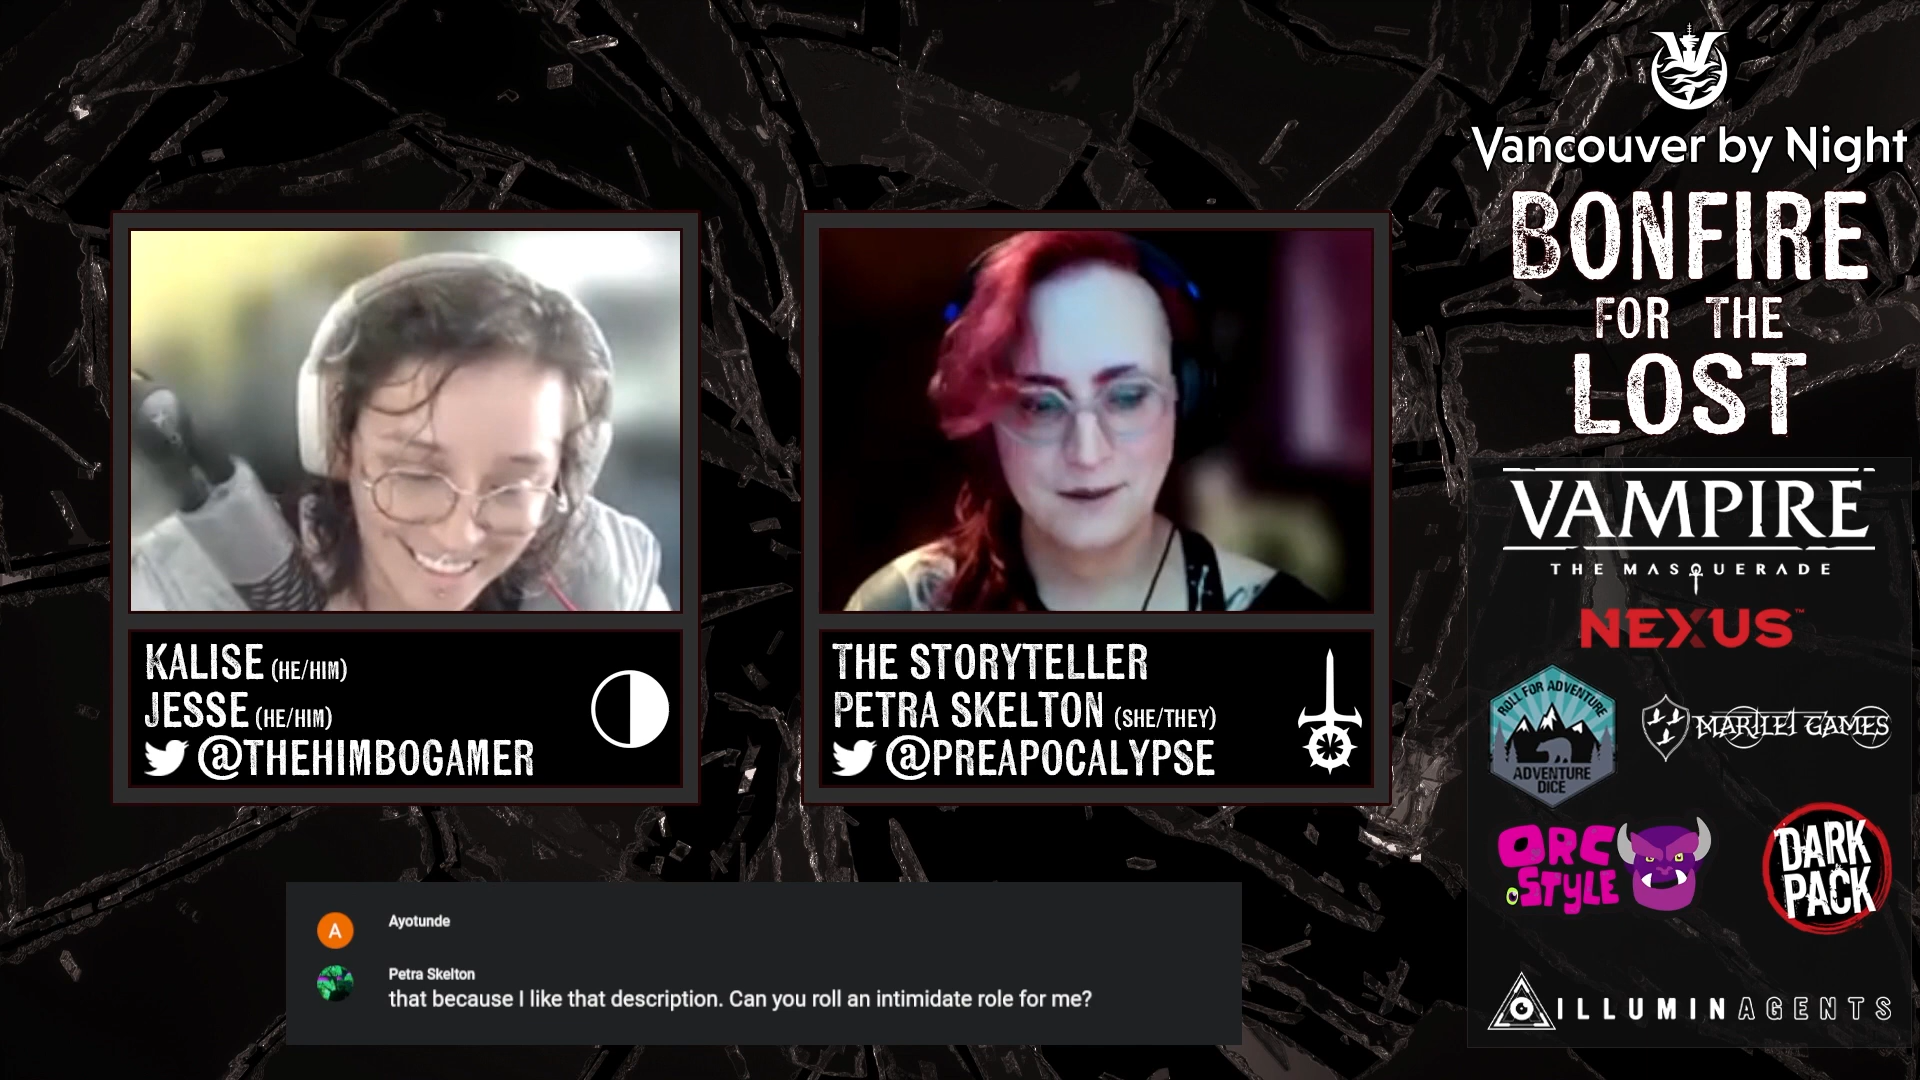 Vancouver by Night
BONFIRE
FOR THE
LOST
VAMPIRE
THE MASQUERADE
NEXUS™
ROLL FOR ADVENTURE
ADVENTURE
DICE
MARTLET GAMES
ORC
STYLE
DARK
PACK
ILLUMINAGENTS
KALISE (HE/HIM)
JESSE (HE/HIM)
@THEHIMBOGAMER
THE STORYTELLER
PETRA SKELTON (SHE/THEY)
@PREAPOCALYPSE
A
Ayotunde
Petra Skelton
that because I like that description. Can you roll an intimidate role for me?